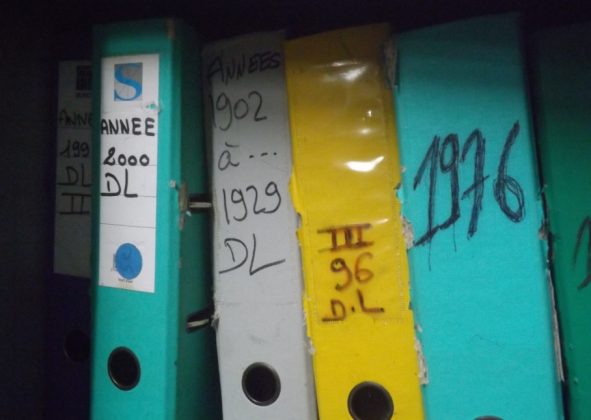 ANNE
199
DL
II
S
ANNEE
2000
DL
ANNEES
1902
à...
1929
DL
III
96
D.L
1976